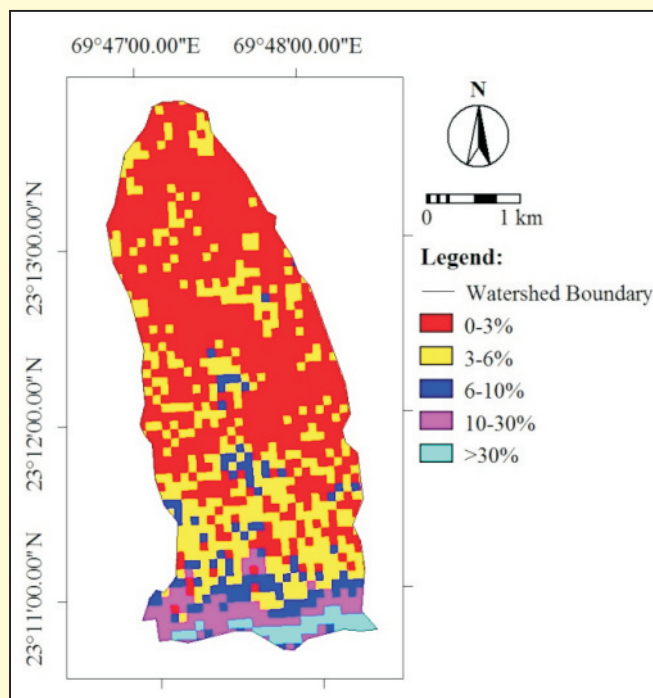 69°47'00.00"E 69°48'00.00"E
N
23°13'00.00"N
0 1 km
Legend:
Watershed Boundary
0-3%
3-6%
6-10%
10-30%
>30%
23°12'00.00"N
23°11'00.00"N